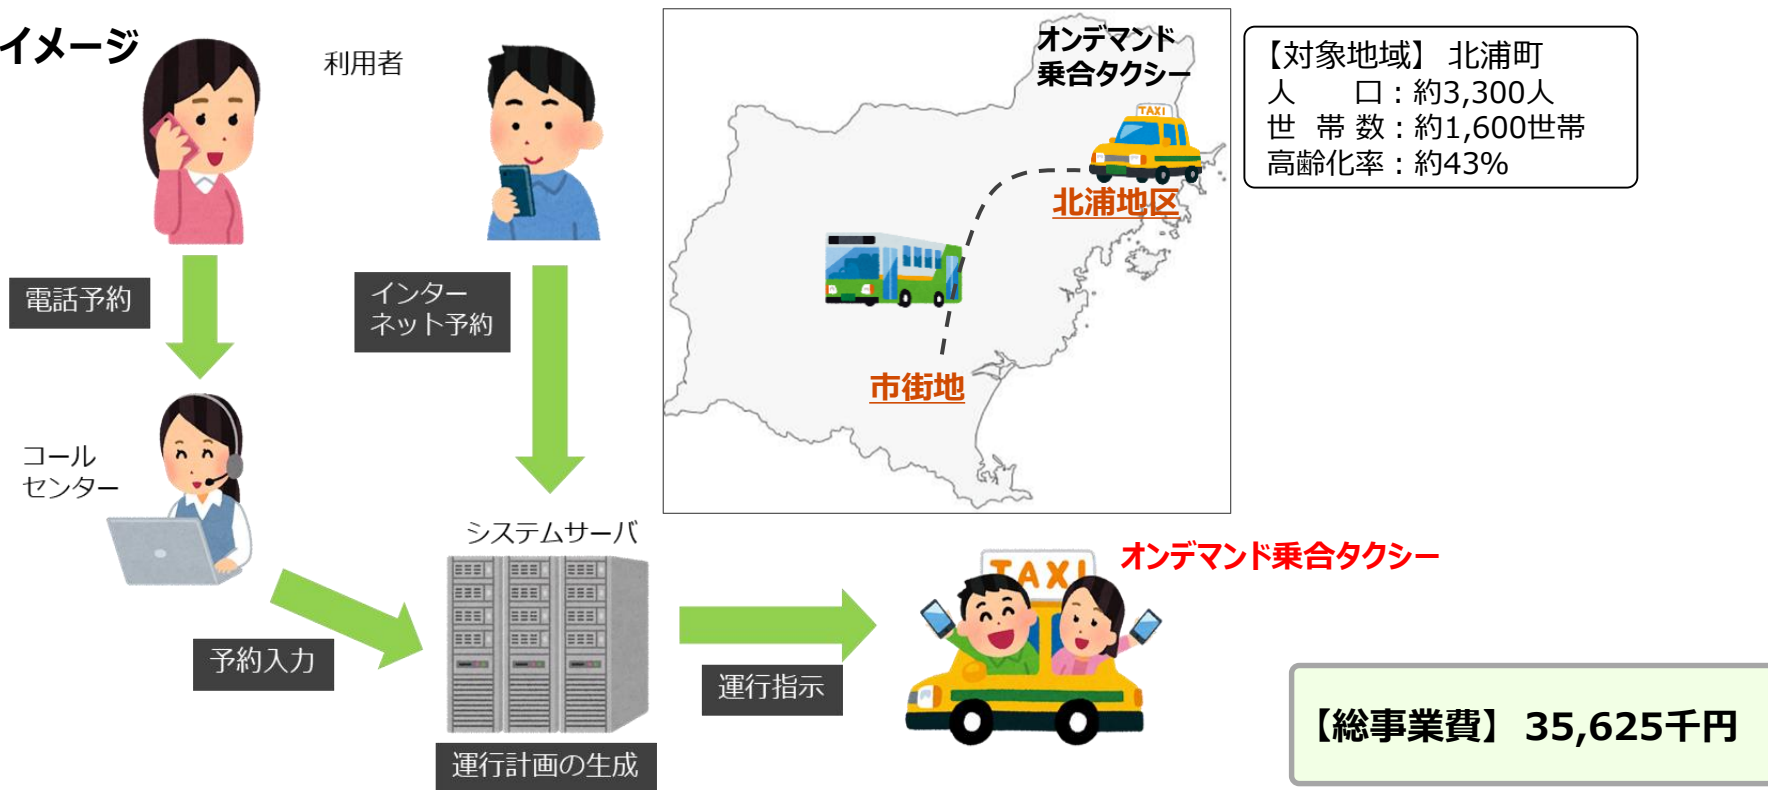 イメージ
利用者
電話予約
インター
ネット予約
コール
センター
予約入力
システムサーバ
運行計画の生成
運行指示
TAXI
オンデマンド乗合タクシー
オンデマンド
乗合タクシー
TAXI
北浦地区
市街地
【対象地域】 北浦町
人　　口：約3,300人
世 帯 数：約1,600世帯
高齢化率：約43%
【総事業費】 35,625千円